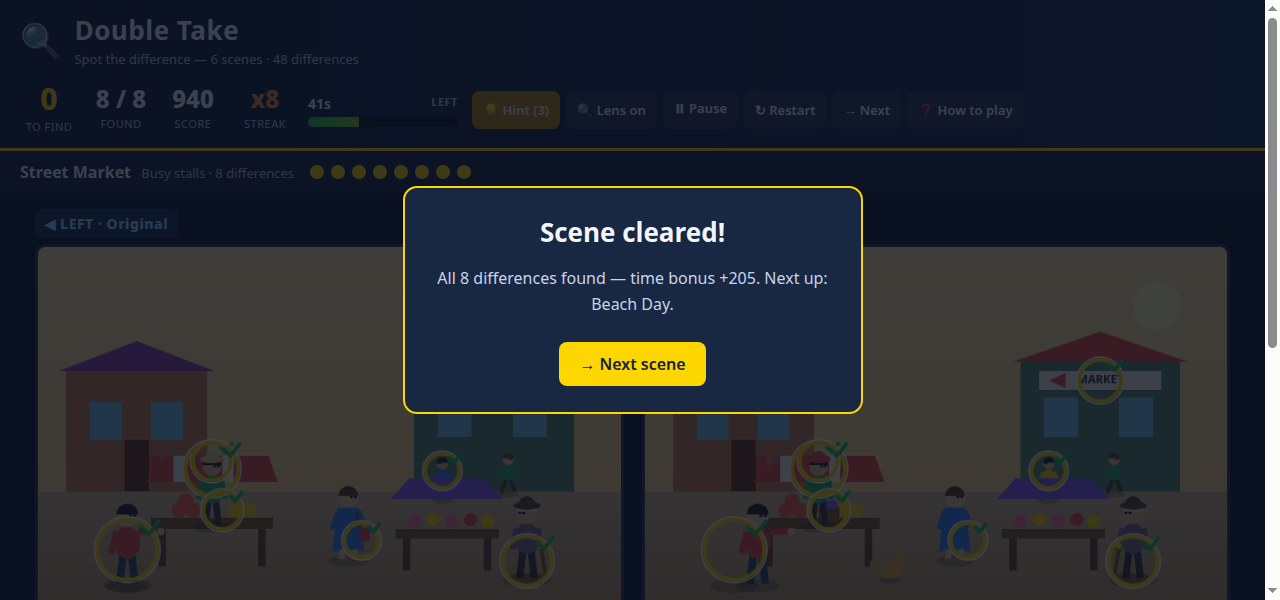 Double Take
Spot the difference — 6 scenes · 48 differences
0
TO FIND
8 / 8
FOUND
940
SCORE
x8
STREAK
41s
LEFT
💡 Hint (3)
🔍 Lens on
⏸ Pause
↻ Restart
→ Next
❓ How to play
Street Market Busy stalls · 8 differences
◀ LEFT · Original
Scene cleared!
All 8 differences found — time bonus +205. Next up:
Beach Day.
→ Next scene
MARKET